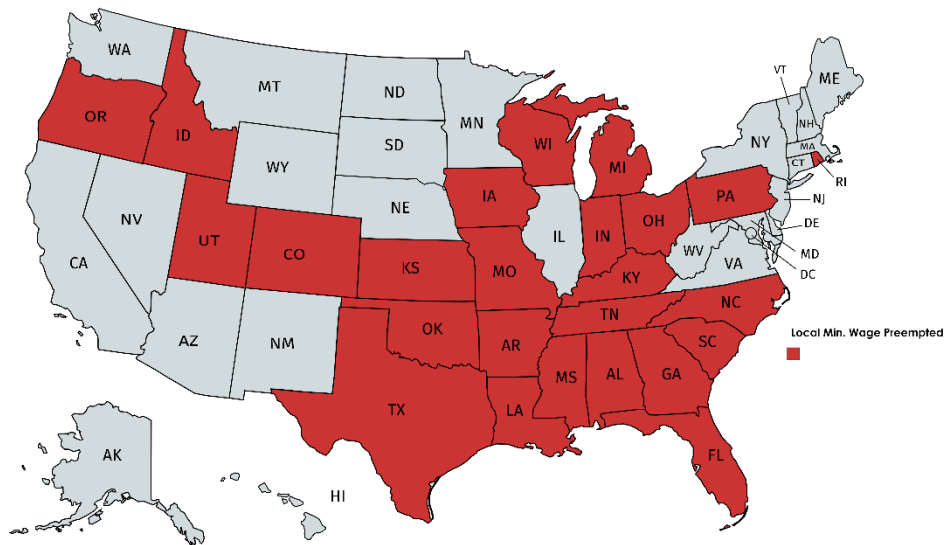 WA
MT
ND
MN
VT
ME
OR
ID
SD
WI
MI
NY
NH
MA
CT
RI
WY
IA
PA
NJ
NV
NE
IL
IN
OH
DE
CA
UT
CO
KS
MO
WV
VA
MD
DC
KY
AZ
NM
OK
AR
TN
NC
SC
Local Min. Wage Preempted
TX
LA
MS
AL
GA
FL
AK
HI